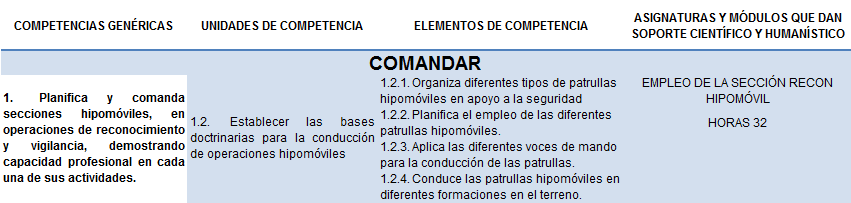 COMPETENCIAS GENÉRICAS
UNIDADES DE COMPETENCIA
ELEMENTOS DE COMPETENCIA
ASIGNATURAS Y MÓDULOS QUE DAN
SOPORTE CIENTÍFICO Y HUMANÍSTICO
COMANDAR
1. Planifica y comanda
secciones hipomóviles, en
operaciones de reconocimiento
y vigilancia, demostrando
capacidad profesional en cada
una de sus actividades.
1.2. Establecer las bases
doctrinarias para la conducción
de operaciones hipomóviles
1.2.1. Organiza diferentes tipos de patrullas
hipomóviles en apoyo a la seguridad
1.2.2. Planifica el empleo de las diferentes
patrullas hipomóviles.
1.2.3. Aplica las diferentes voces de mando
para la conducción de las patrullas.
1.2.4. Conduce las patrullas hipomóviles en
diferentes formaciones en el terreno.
EMPLEO DE LA SECCIÓN RECON
HIPOMÓVIL
HORAS 32